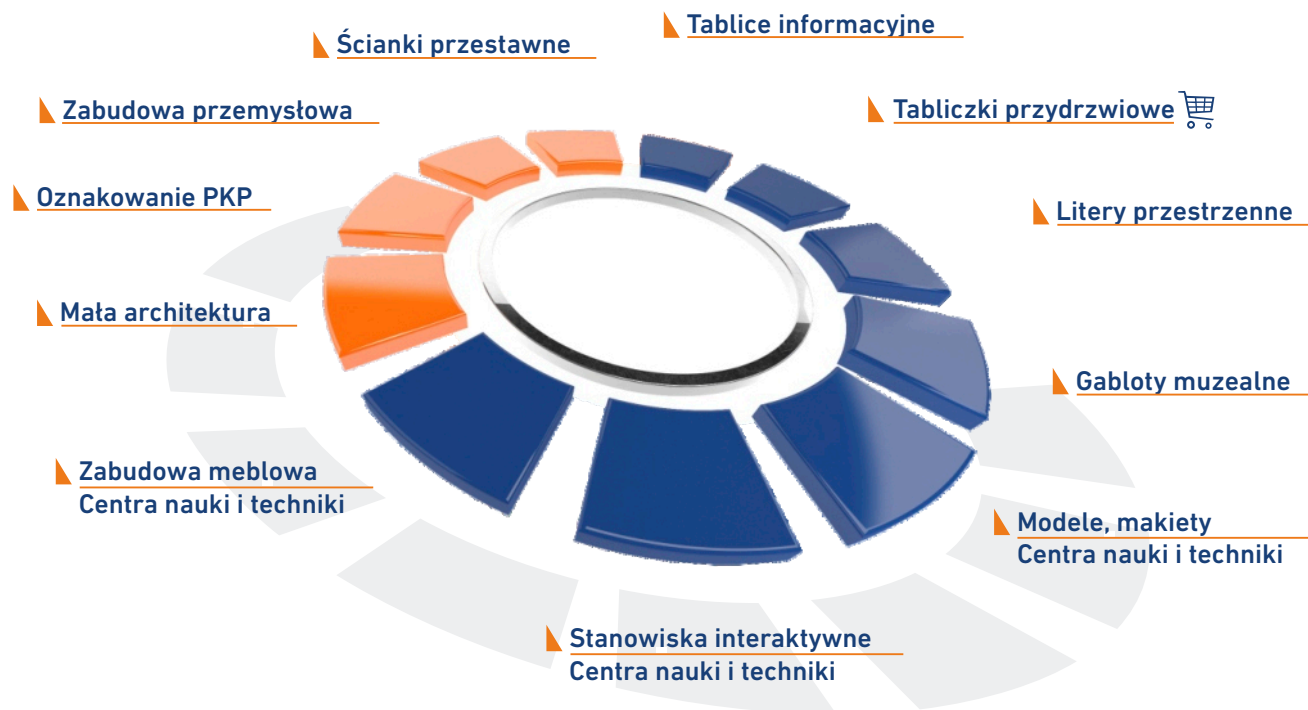 Tablice informacyjne
Ścianki przestawne
Zabudowa przemysłowa
Tabliczki przydrzwiowe
Oznakowanie PKP
Litery przestrzenne
Mała architektura
Gabloty muzealne
Zabudowa meblowa
Centra nauki i techniki
Modele, makiety
Centra nauki i techniki
Stanowiska interaktywne
Centra nauki i techniki